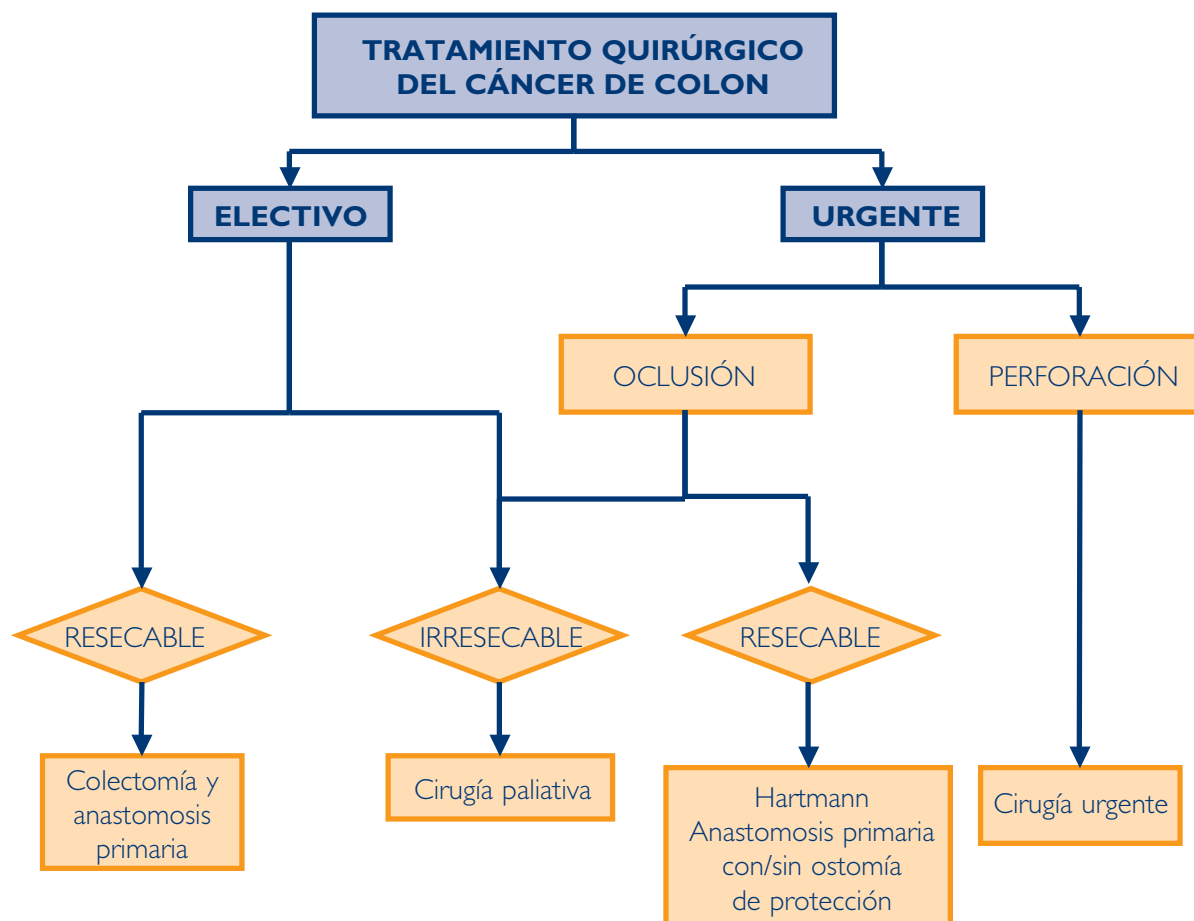 TRATAMIENTO QUIRÚRGICO
DEL CÁNCER DE COLON
ELECTIVO
URGENTE
OCLUSIÓN
PERFORACIÓN
RESECABLE
IRRESECABLE
RESECABLE
Colectomía y
anastomosis
primaria
Cirugía paliativa
Hartmann
Anastomosis primaria
con/sin ostomía
de protección
Cirugía urgente